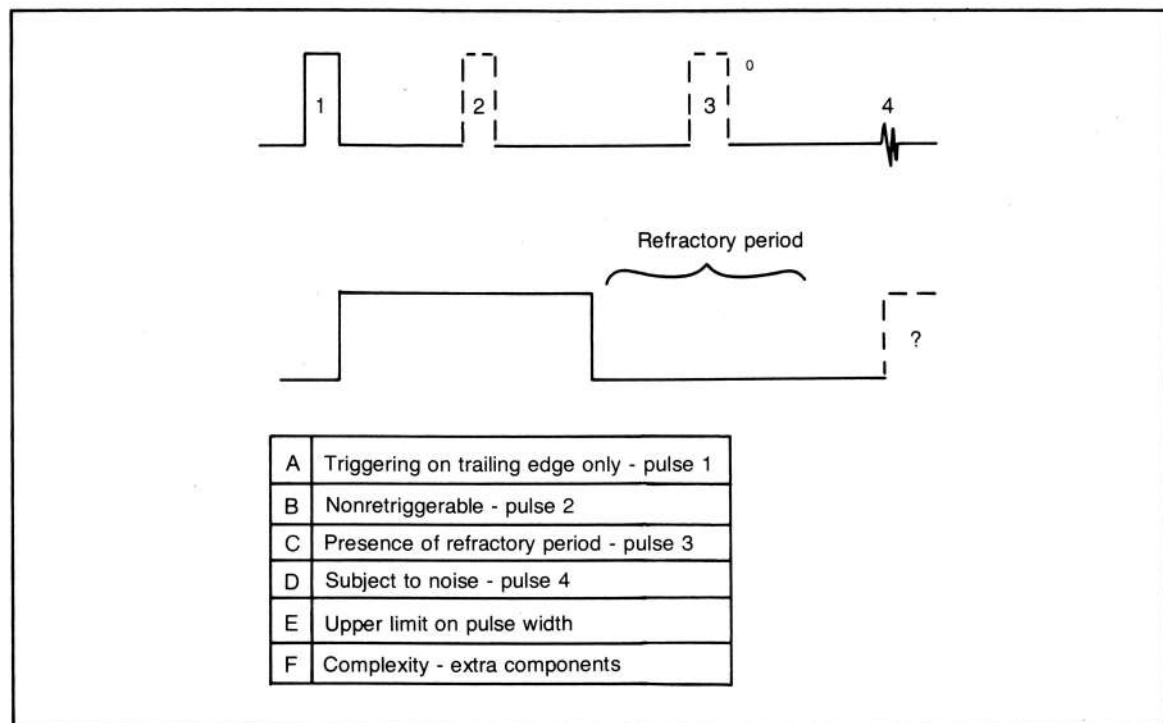 1
2
3
0
4
Refractory period
?
A Triggering on trailing edge only - pulse 1
B Nonretriggerable - pulse 2
C Presence of refractory period - pulse 3
D Subject to noise - pulse 4
E Upper limit on pulse width
F Complexity - extra components